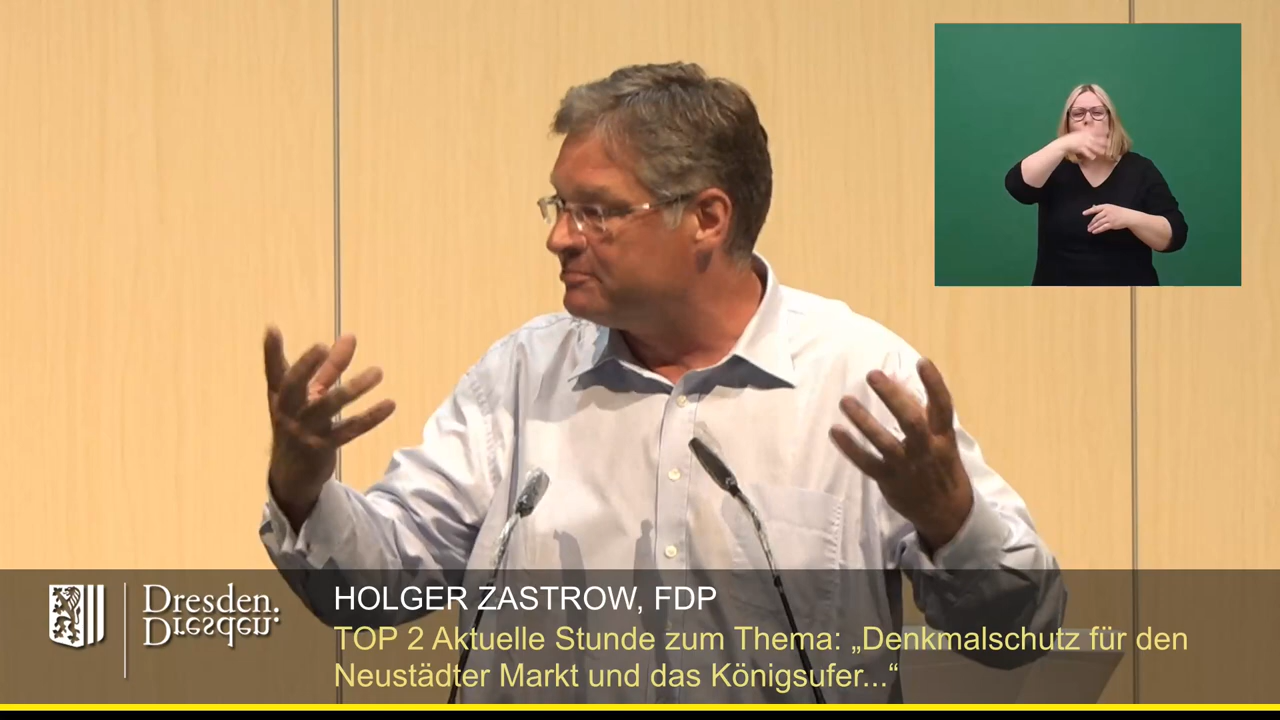 Dresden.
Dresden.
HOLGER ZASTROW, FDP
TOP 2 Aktuelle Stunde zum Thema: „Denkmalschutz für den
Neustädter Markt und das Königsufer...“